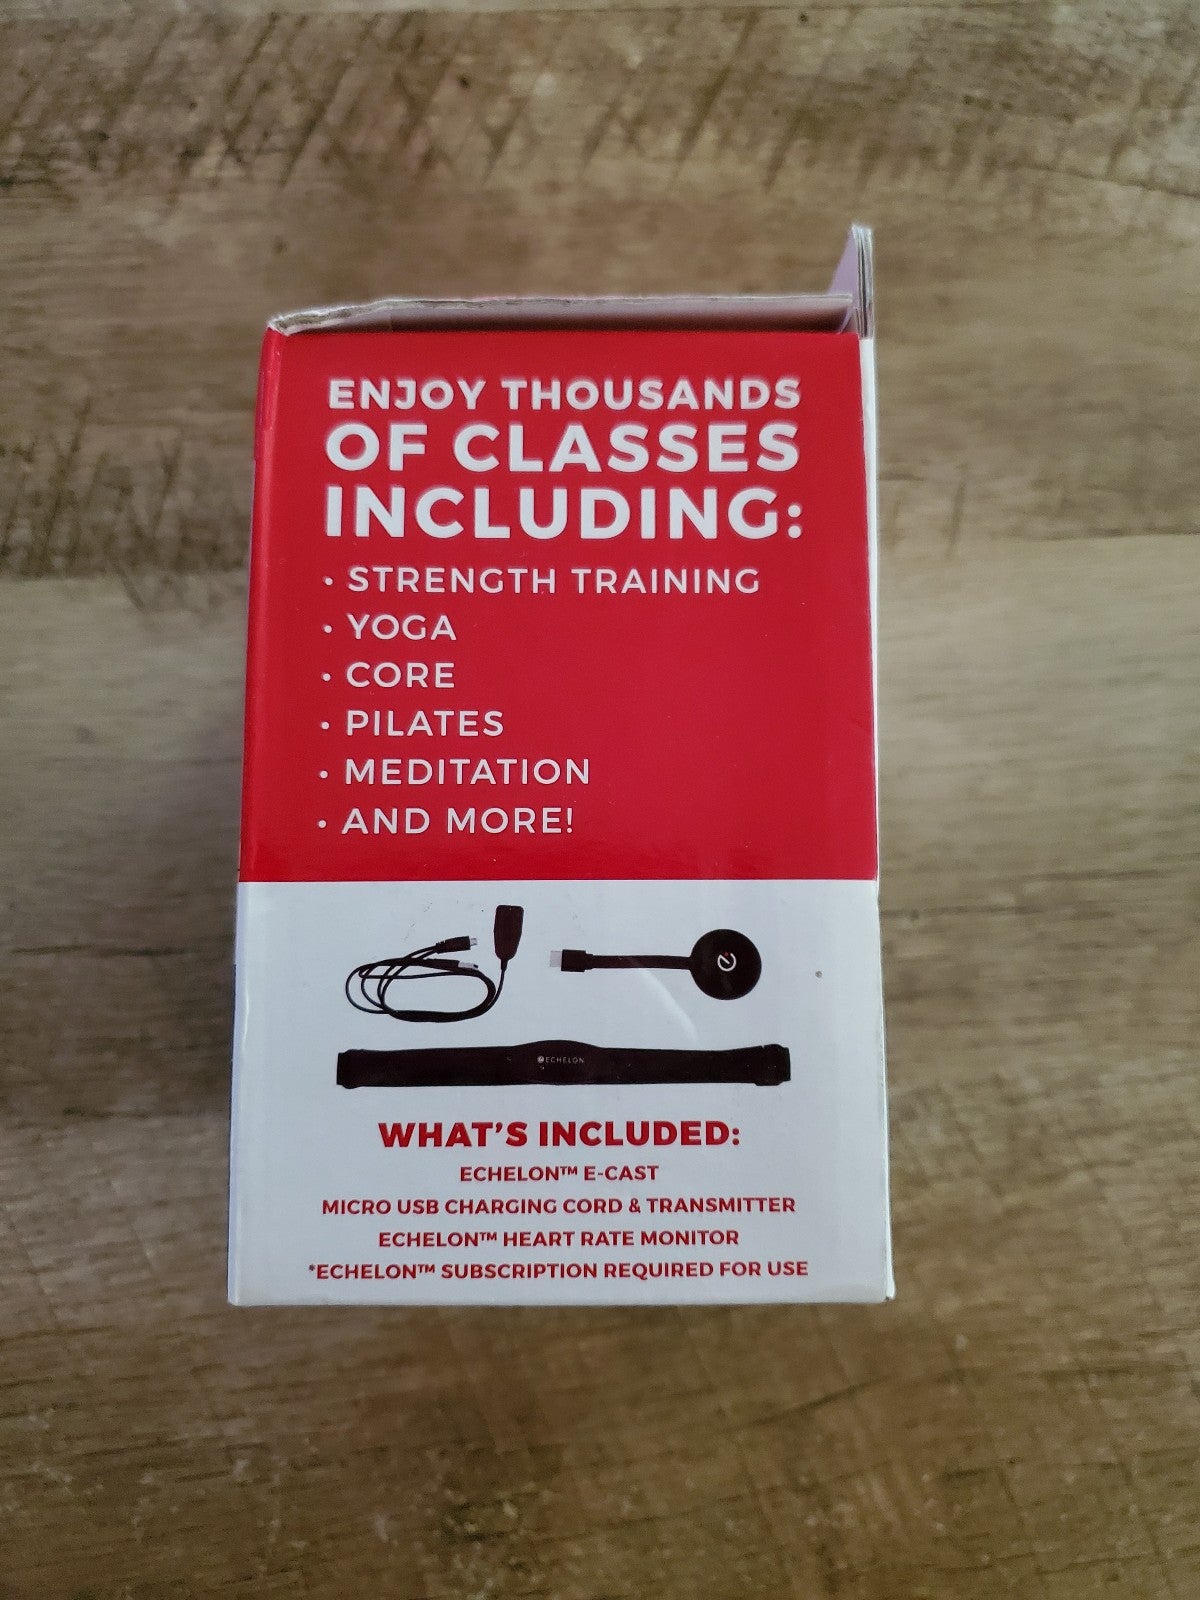 ENJOY THOUSANDS
OF CLASSES
INCLUDING:
• STRENGTH TRAINING
• YOGA
• CORE
• PILATES
• MEDITATION
• AND MORE!
ECHELON
WHAT'S INCLUDED:
ECHELON™ E-CAST
MICRO USB CHARGING CORD & TRANSMITTER
ECHELON™ HEART RATE MONITOR
*ECHELON™ SUBSCRIPTION REQUIRED FOR USE